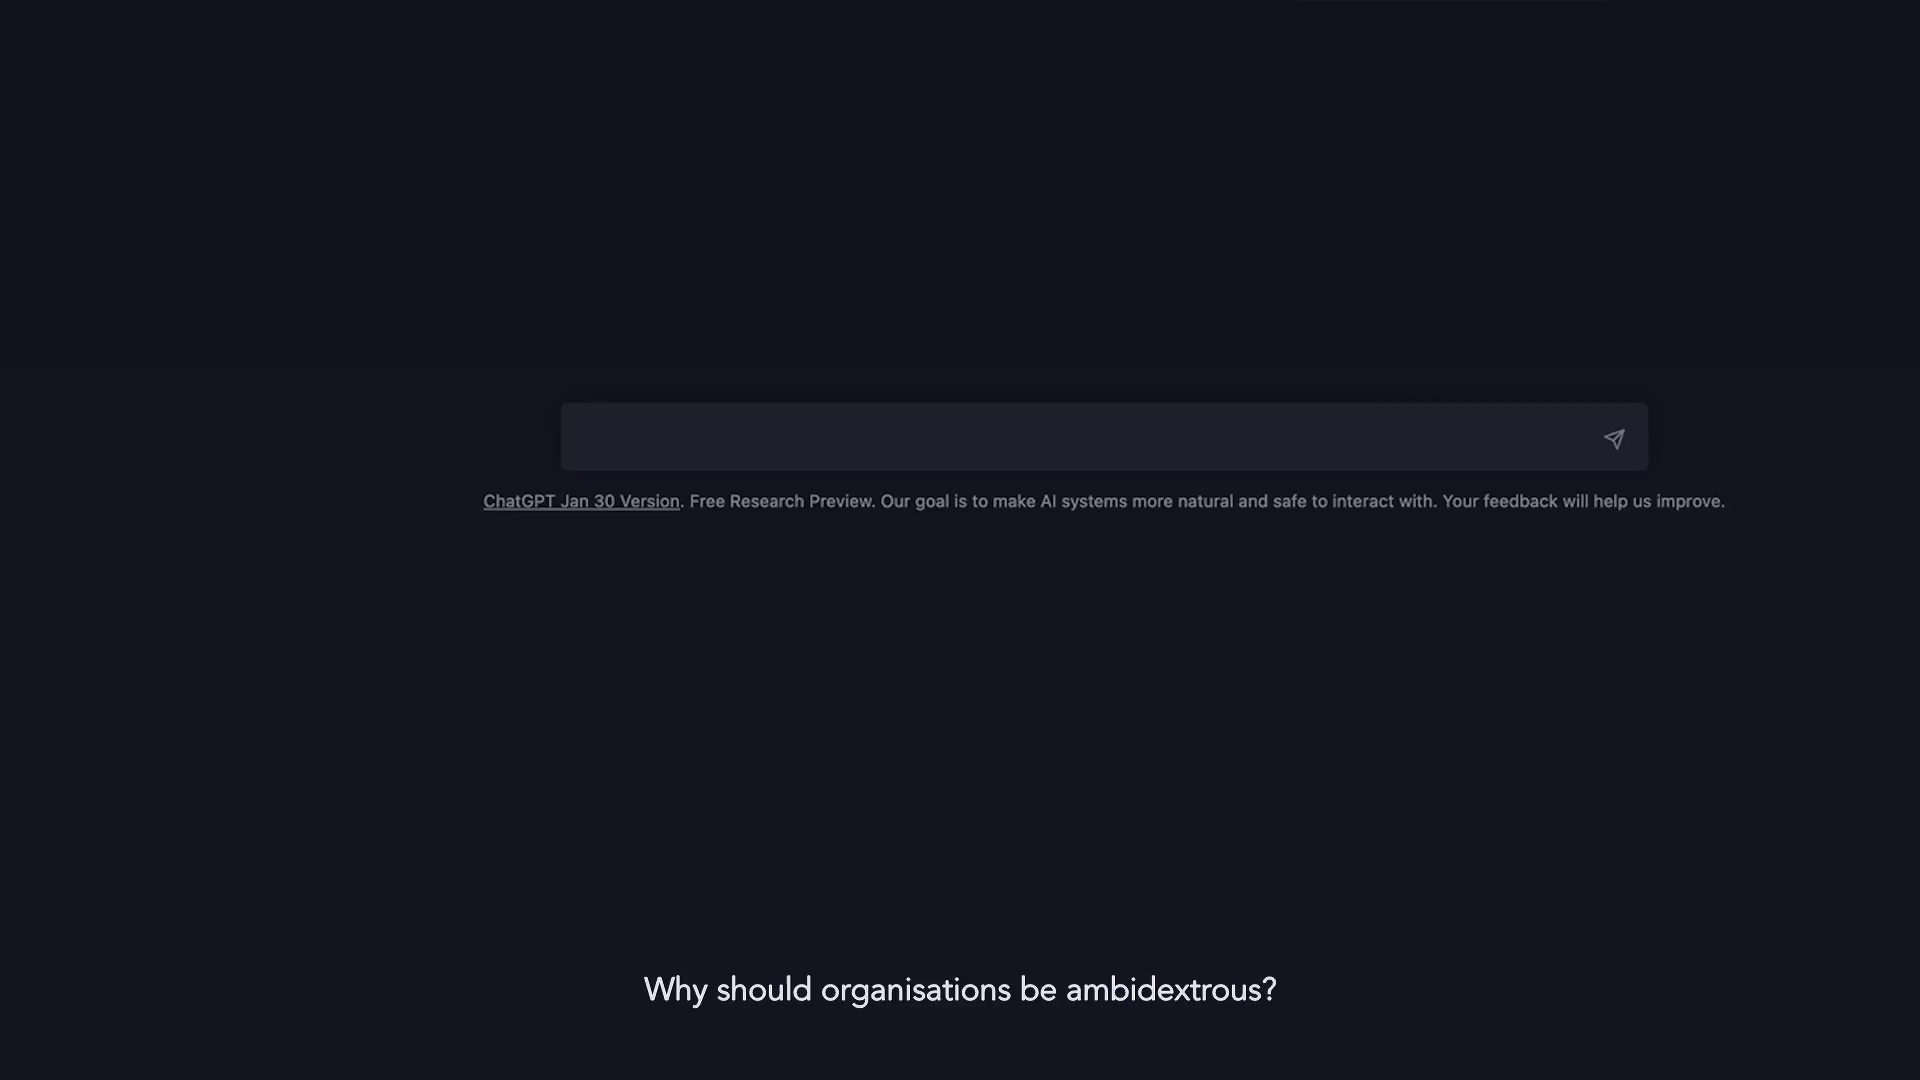 ChatGPT Jan 30 Version. Free Research Preview. Our goal is to make AI systems more natural and safe to interact with. Your feedback will help us improve.
Why should organisations be ambidextrous?